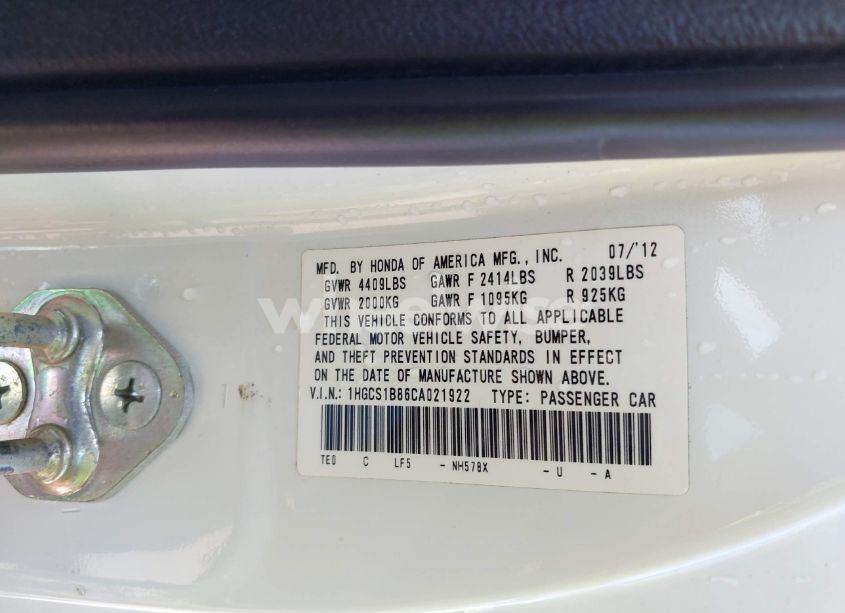 MFD. BY HONDA OF AMERICA MFG., INC. 07/'12
GVWR 4409LBS GAWR F 2414LBS R 2039LBS
GVWR 2000KG GAWR F 1095KG R 925KG
THIS VEHICLE CONFORMS TO ALL APPLICABLE
FEDERAL MOTOR VEHICLE SAFETY, BUMPER,
AND THEFT PREVENTION STANDARDS IN EFFECT
ON THE DATE OF MANUFACTURE SHOWN ABOVE.
V.I.N.: 1HGCS1B86CA021922 TYPE: PASSENGER CAR
TE0 C LF5 - NH578X - U - A